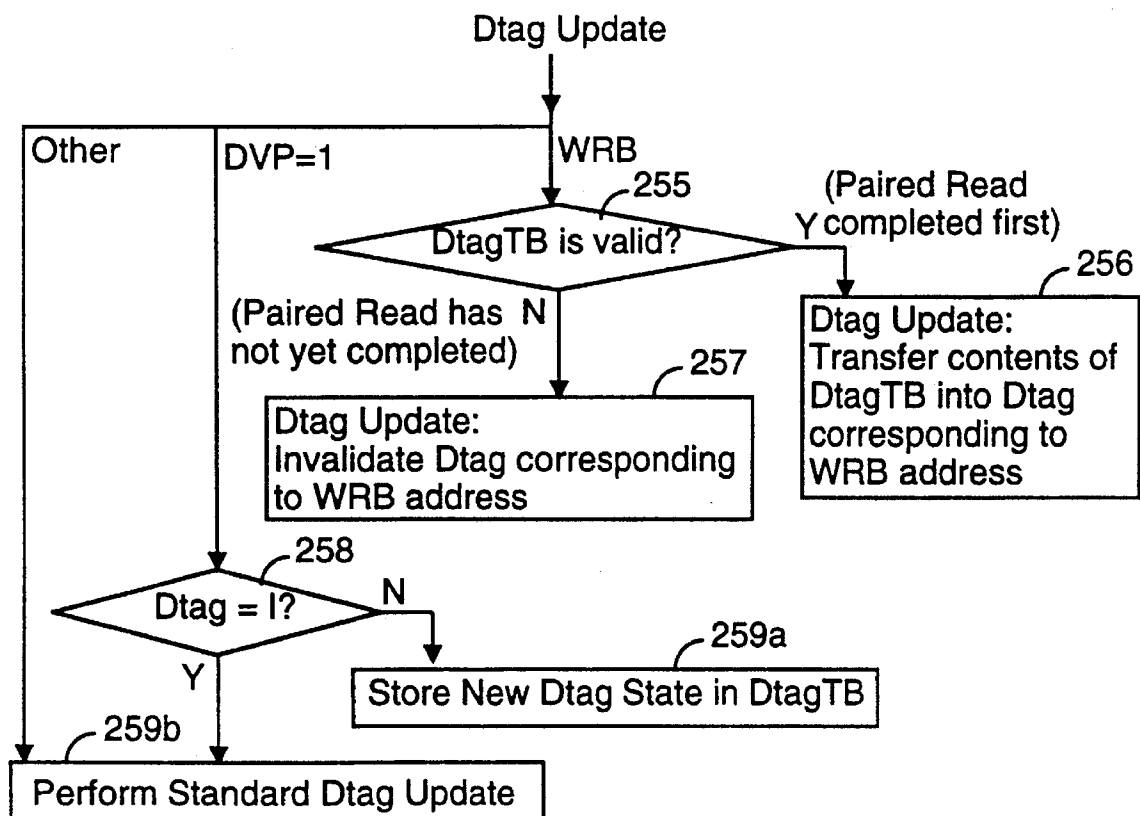 Dtag Update
Other
DVP=1
WRB
255
(Paired Read
Y completed first)
DtagTB is valid?
256
(Paired Read has N
not yet completed)
Dtag Update:
Transfer contents of
DtagTB into Dtag
corresponding to
WRB address
257
Dtag Update:
Invalidate Dtag corresponding
to WRB address
258
Dtag = I?
N
Y
259a
Store New Dtag State in DtagTB
259b
Perform Standard Dtag Update